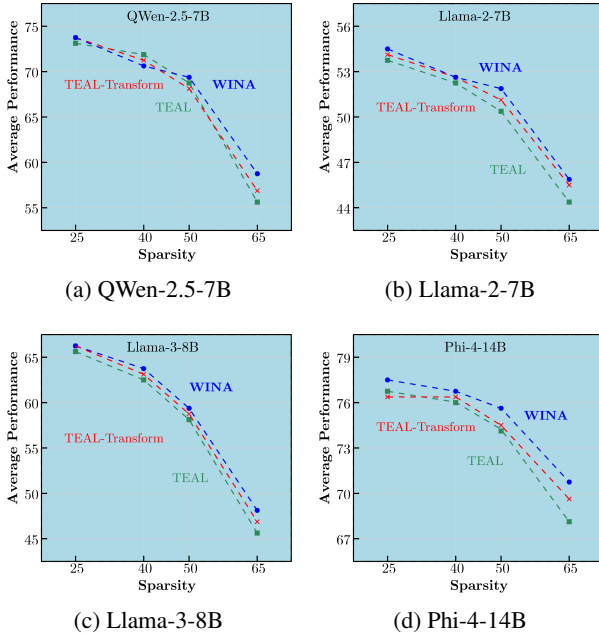 QWen-2.5-7B
Average Performance
75
70
65
60
55
WINA
TEAL-Transform
TEAL
25
40
50
65
Sparsity
(a) QWen-2.5-7B
Llama-2-7B
Average Performance
56
53
50
47
44
WINA
TEAL-Transform
TEAL
25
40
50
65
Sparsity
(b) Llama-2-7B
Llama-3-8B
Average Performance
65
60
55
50
45
WINA
TEAL-Transform
TEAL
25
40
50
65
Sparsity
(c) Llama-3-8B
Phi-4-14B
Average Performance
79
76
73
70
67
WINA
TEAL-Transform
TEAL
25
40
50
65
Sparsity
(d) Phi-4-14B